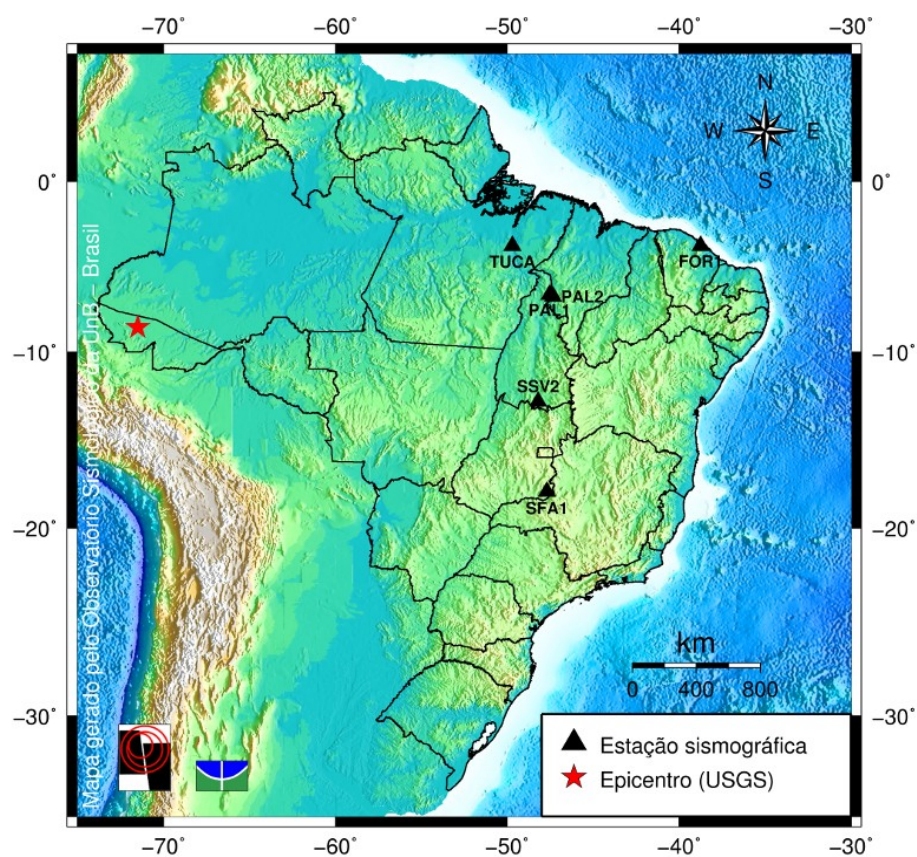 −70° −60° −50° −40° −30°
N
W E
S
0° 0°
TUCA
FOR1
PAL2
PAL1
−10° −10°
SSV2
SFA1
−20° −20°
km
0 400 800
−30° −30°
Estação sismográfica
Epicentro (USGS)
−70° −60° −50° −40° −30°
Mapa gerado pelo Observatório Sismológico da UnB – Brasil